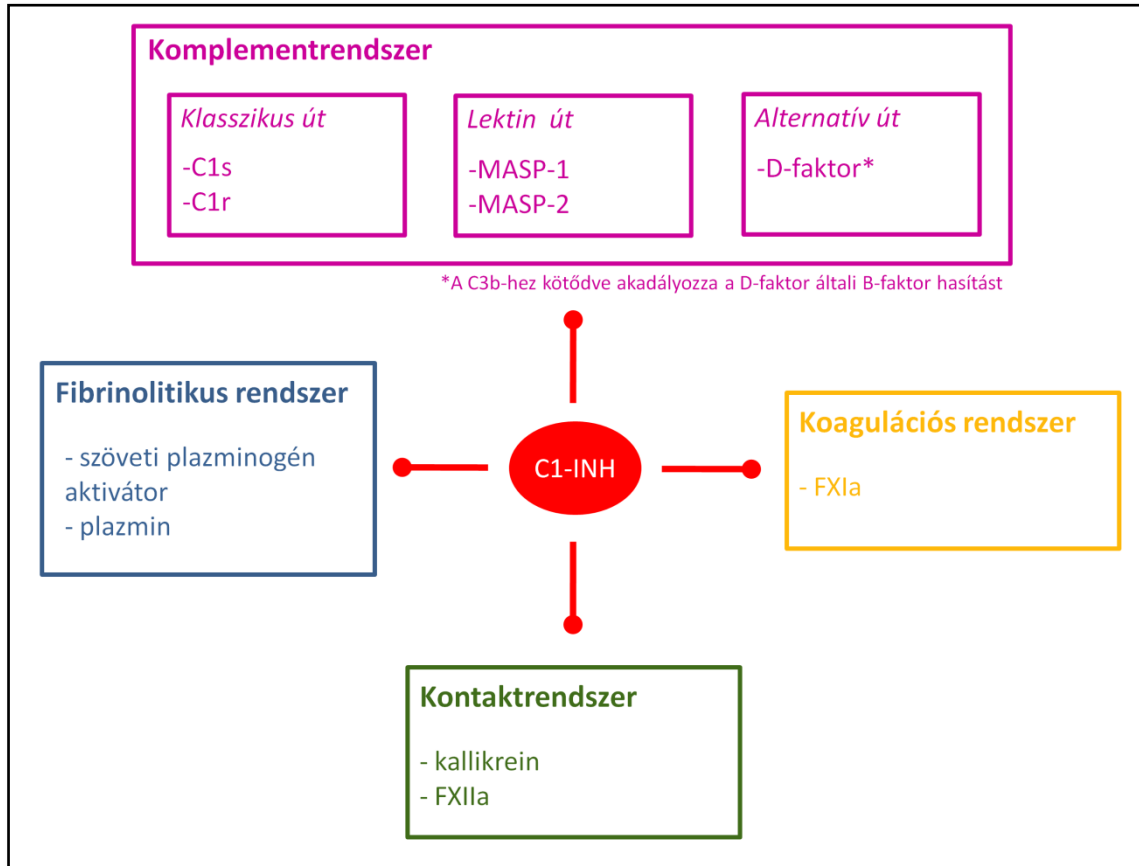 Komplementrendszer
Klasszikus út
-C1s
-C1r
Lektin út
-MASP-1
-MASP-2
Alternatív út
-D-faktor*
*A C3b-hez kötődve akadályozza a D-faktor általi B-faktor hasítást
Fibrinolitikus rendszer
- szöveti plazminogén
aktivátor
- plazmin
C1-INH
Koagulációs rendszer
- FXIa
Kontaktrendszer
- kallikrein
- FXIIa